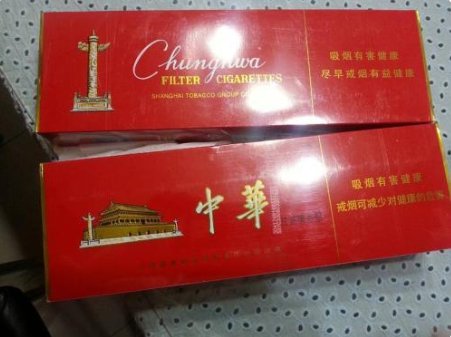 Chunghwa
FILTER CIGARETTES
SHANGHAI TOBACCO GROUP
吸烟有害健康
尽早戒烟有益健康
中華
吸烟有害健康
戒烟可减少对健康的危害